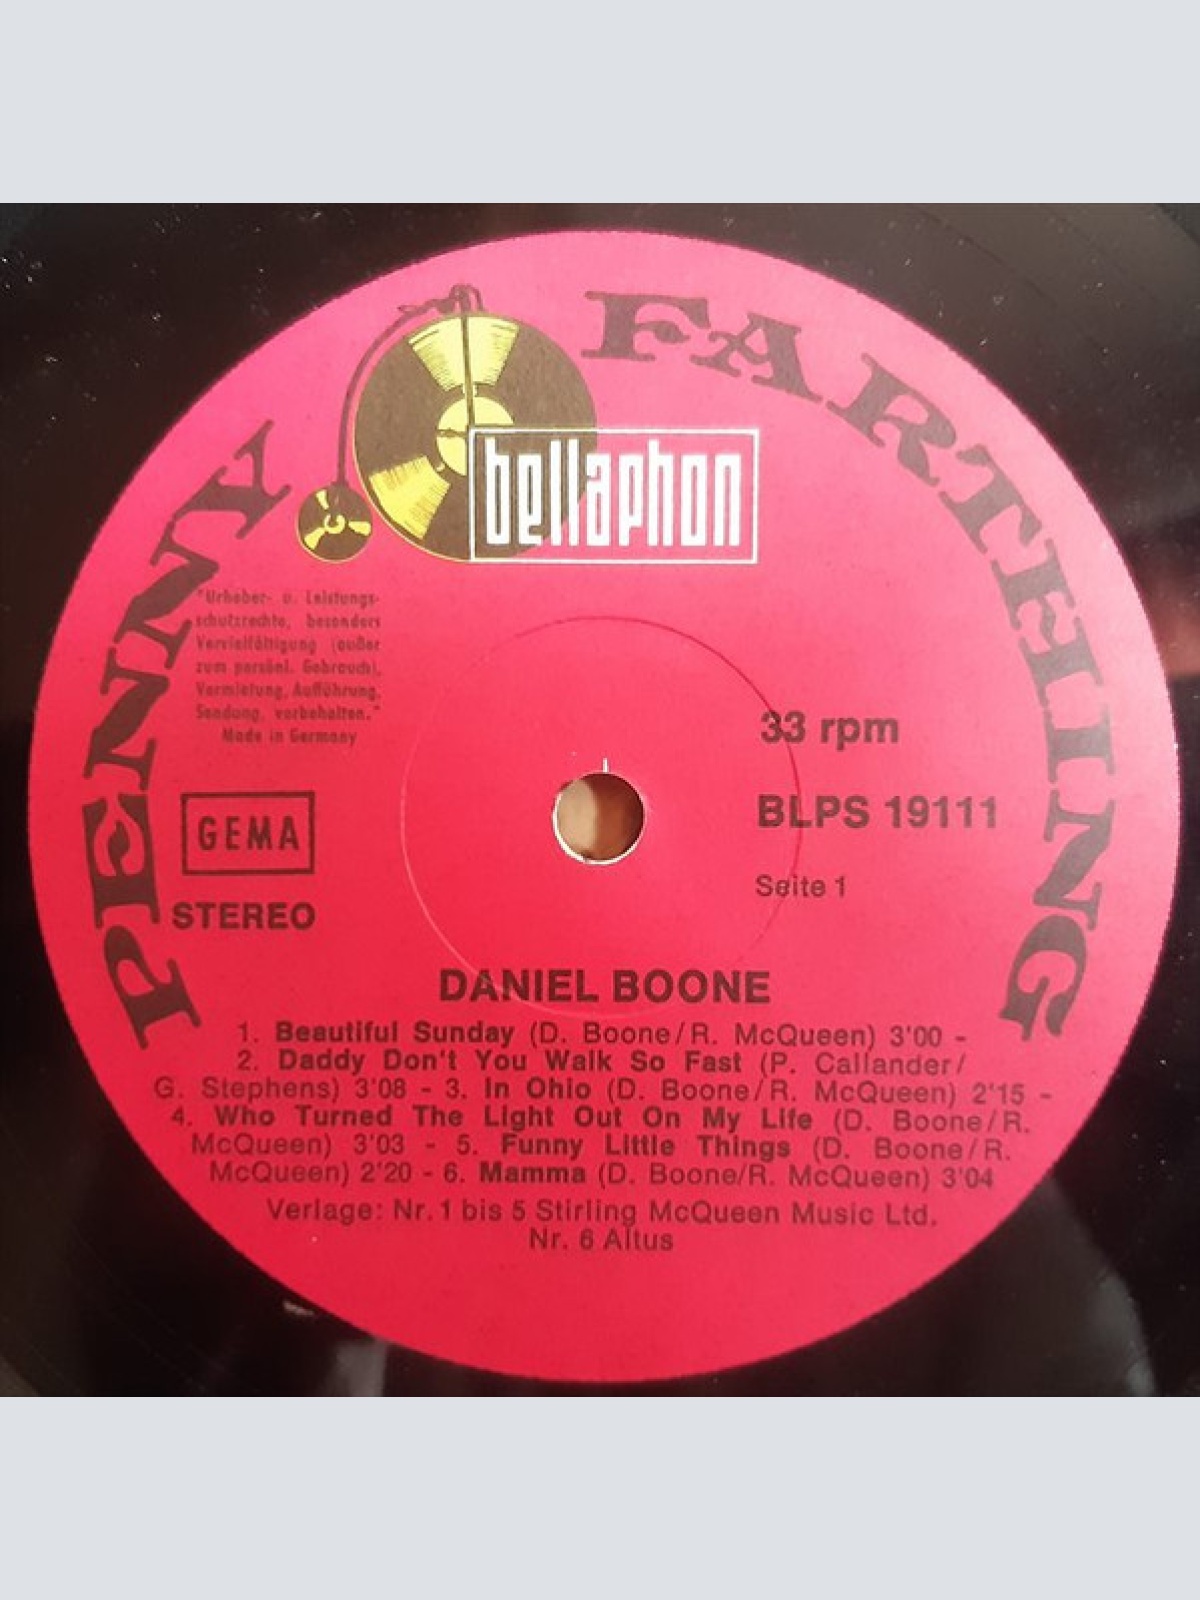 PENNY FARTHING
bellaphon
"Urheber- u. Leistungs-
schutzrechte, besonders
Vervielfältigung (außer
zum persönl. Gebrauch),
Vermietung, Aufführung,
Sendung, vorbehalten."
Made in Germany
33 rpm
BLPS 19111
Seite 1
GEMA
STEREO
DANIEL BOONE
1. Beautiful Sunday (D. Boone/R. McQueen) 3'00 -
2. Daddy Don't You Walk So Fast (P. Callander/
G. Stephens) 3'08 - 3. In Ohio (D. Boone/R. McQueen) 2'15 -
4. Who Turned The Light Out On My Life (D. Boone/R.
McQueen) 3'03 - 5. Funny Little Things (D. Boone/R.
McQueen) 2'20 - 6. Mamma (D. Boone/R. McQueen) 3'04
Verlage: Nr. 1 bis 5 Stirling McQueen Music Ltd.
Nr. 6 Altus